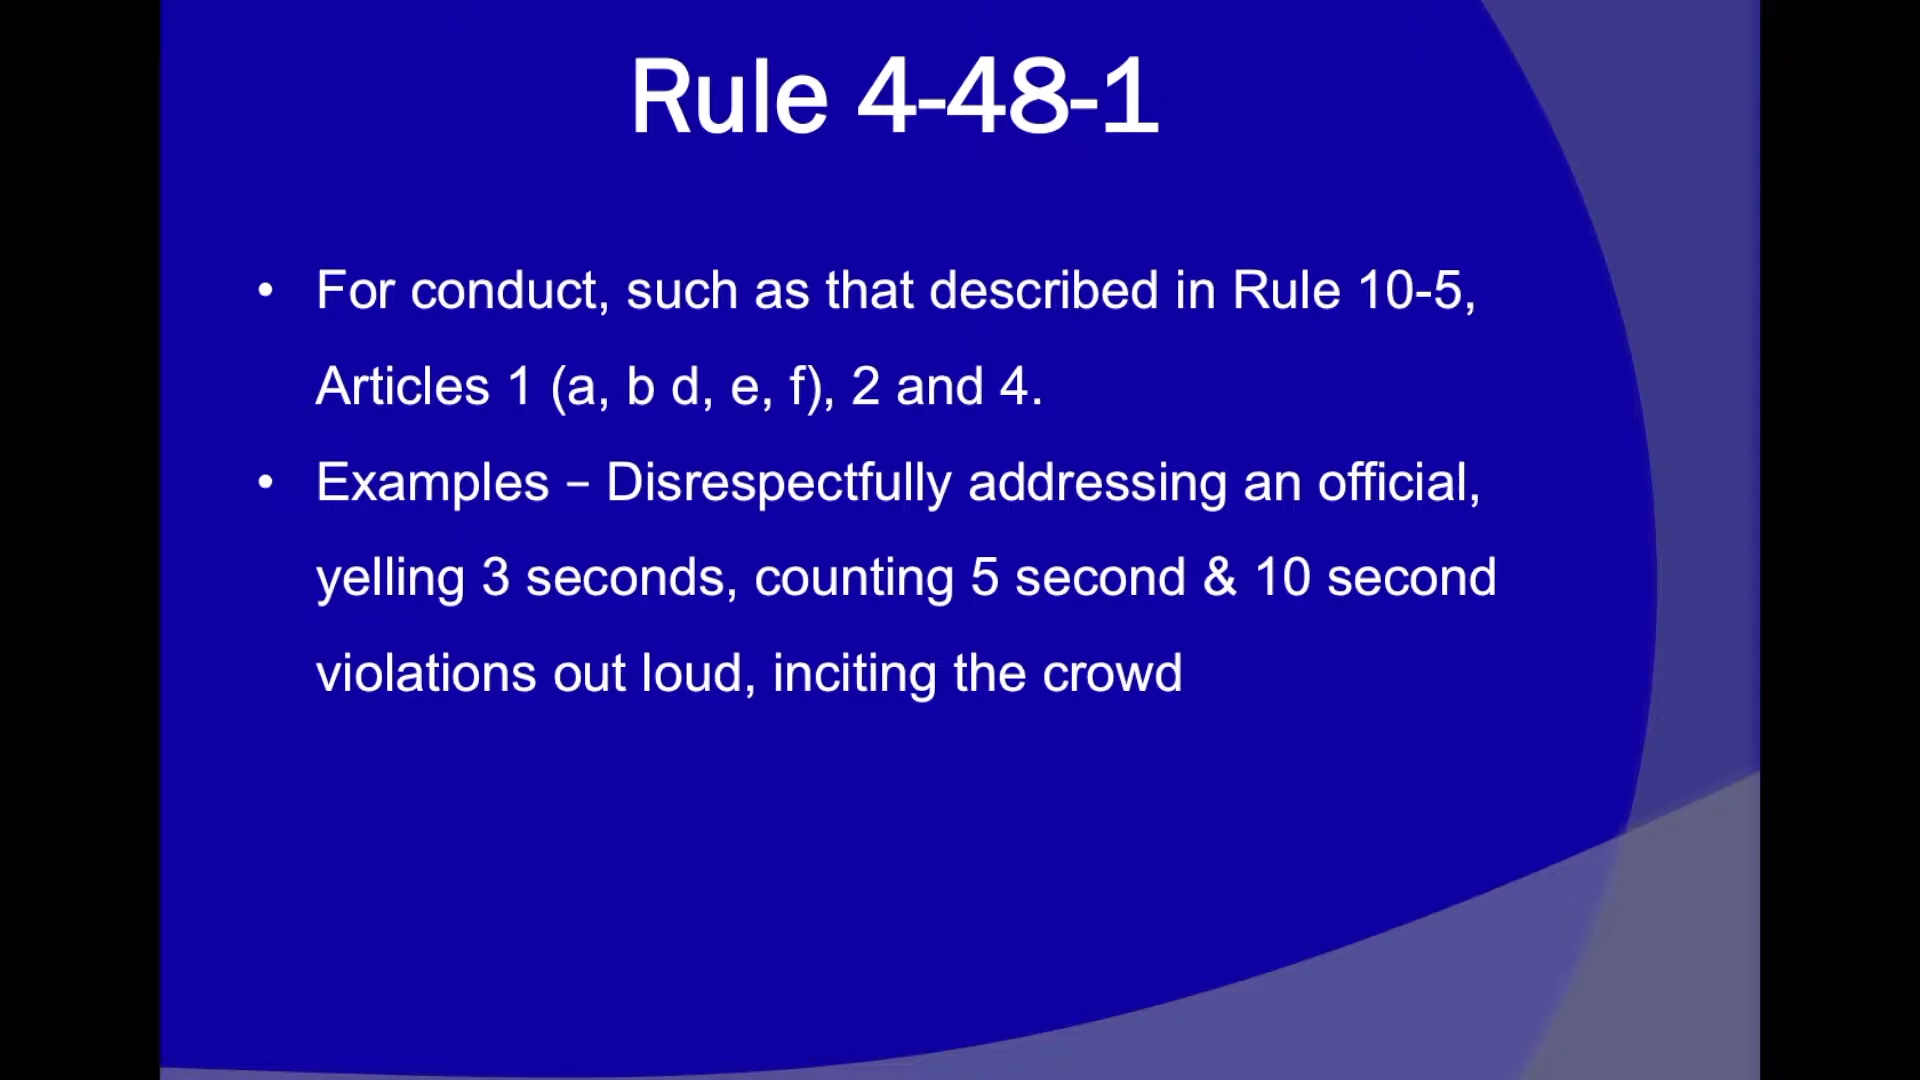 Rule 4-48-1
• For conduct, such as that described in Rule 10-5,
Articles 1 (a, b d, e, f), 2 and 4.
• Examples – Disrespectfully addressing an official,
yelling 3 seconds, counting 5 second & 10 second
violations out loud, inciting the crowd